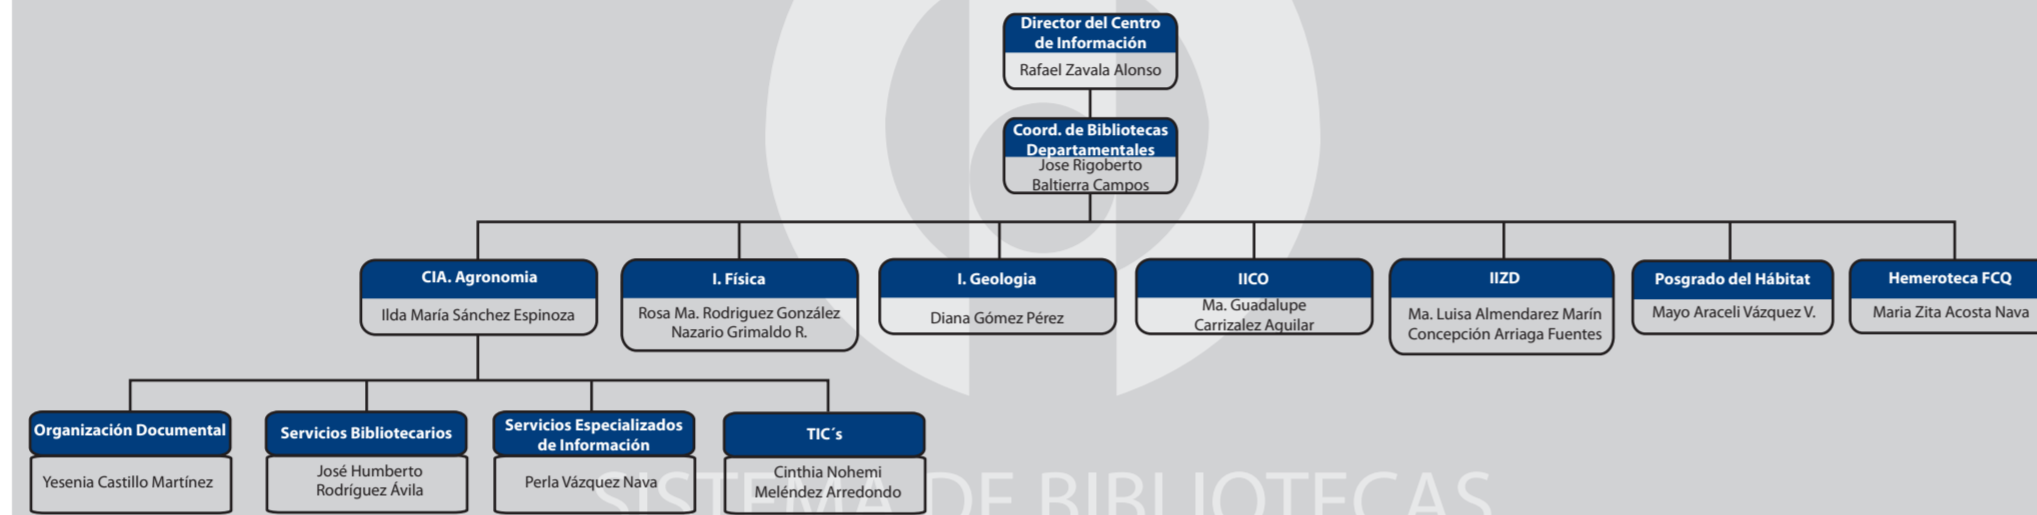 Director del Centro
de Información
Rafael Zavala Alonso
Coord. de Bibliotecas
Departamentales
Jose Rigoberto
Baltierra Campos
CIA. Agronomia
Ilda María Sánchez Espinoza
I. Física
Rosa Ma. Rodriguez González
Nazario Grimaldo R.
I. Geologia
Diana Gómez Pérez
IICO
Ma. Guadalupe
Carrizalez Aguilar
IIZD
Ma. Luisa Almendarez Marín
Concepción Arriaga Fuentes
Posgrado del Hábitat
Mayo Araceli Vázquez V.
Hemeroteca FCQ
Maria Zita Acosta Nava
Organización Documental
Yesenia Castillo Martínez
Servicios Bibliotecarios
José Humberto
Rodríguez Ávila
Servicios Especializados
de Información
Perla Vázquez Nava
TIC´s
Cinthia Nohemi
Meléndez Arredondo
SISTEMA DE BIBLIOTECAS